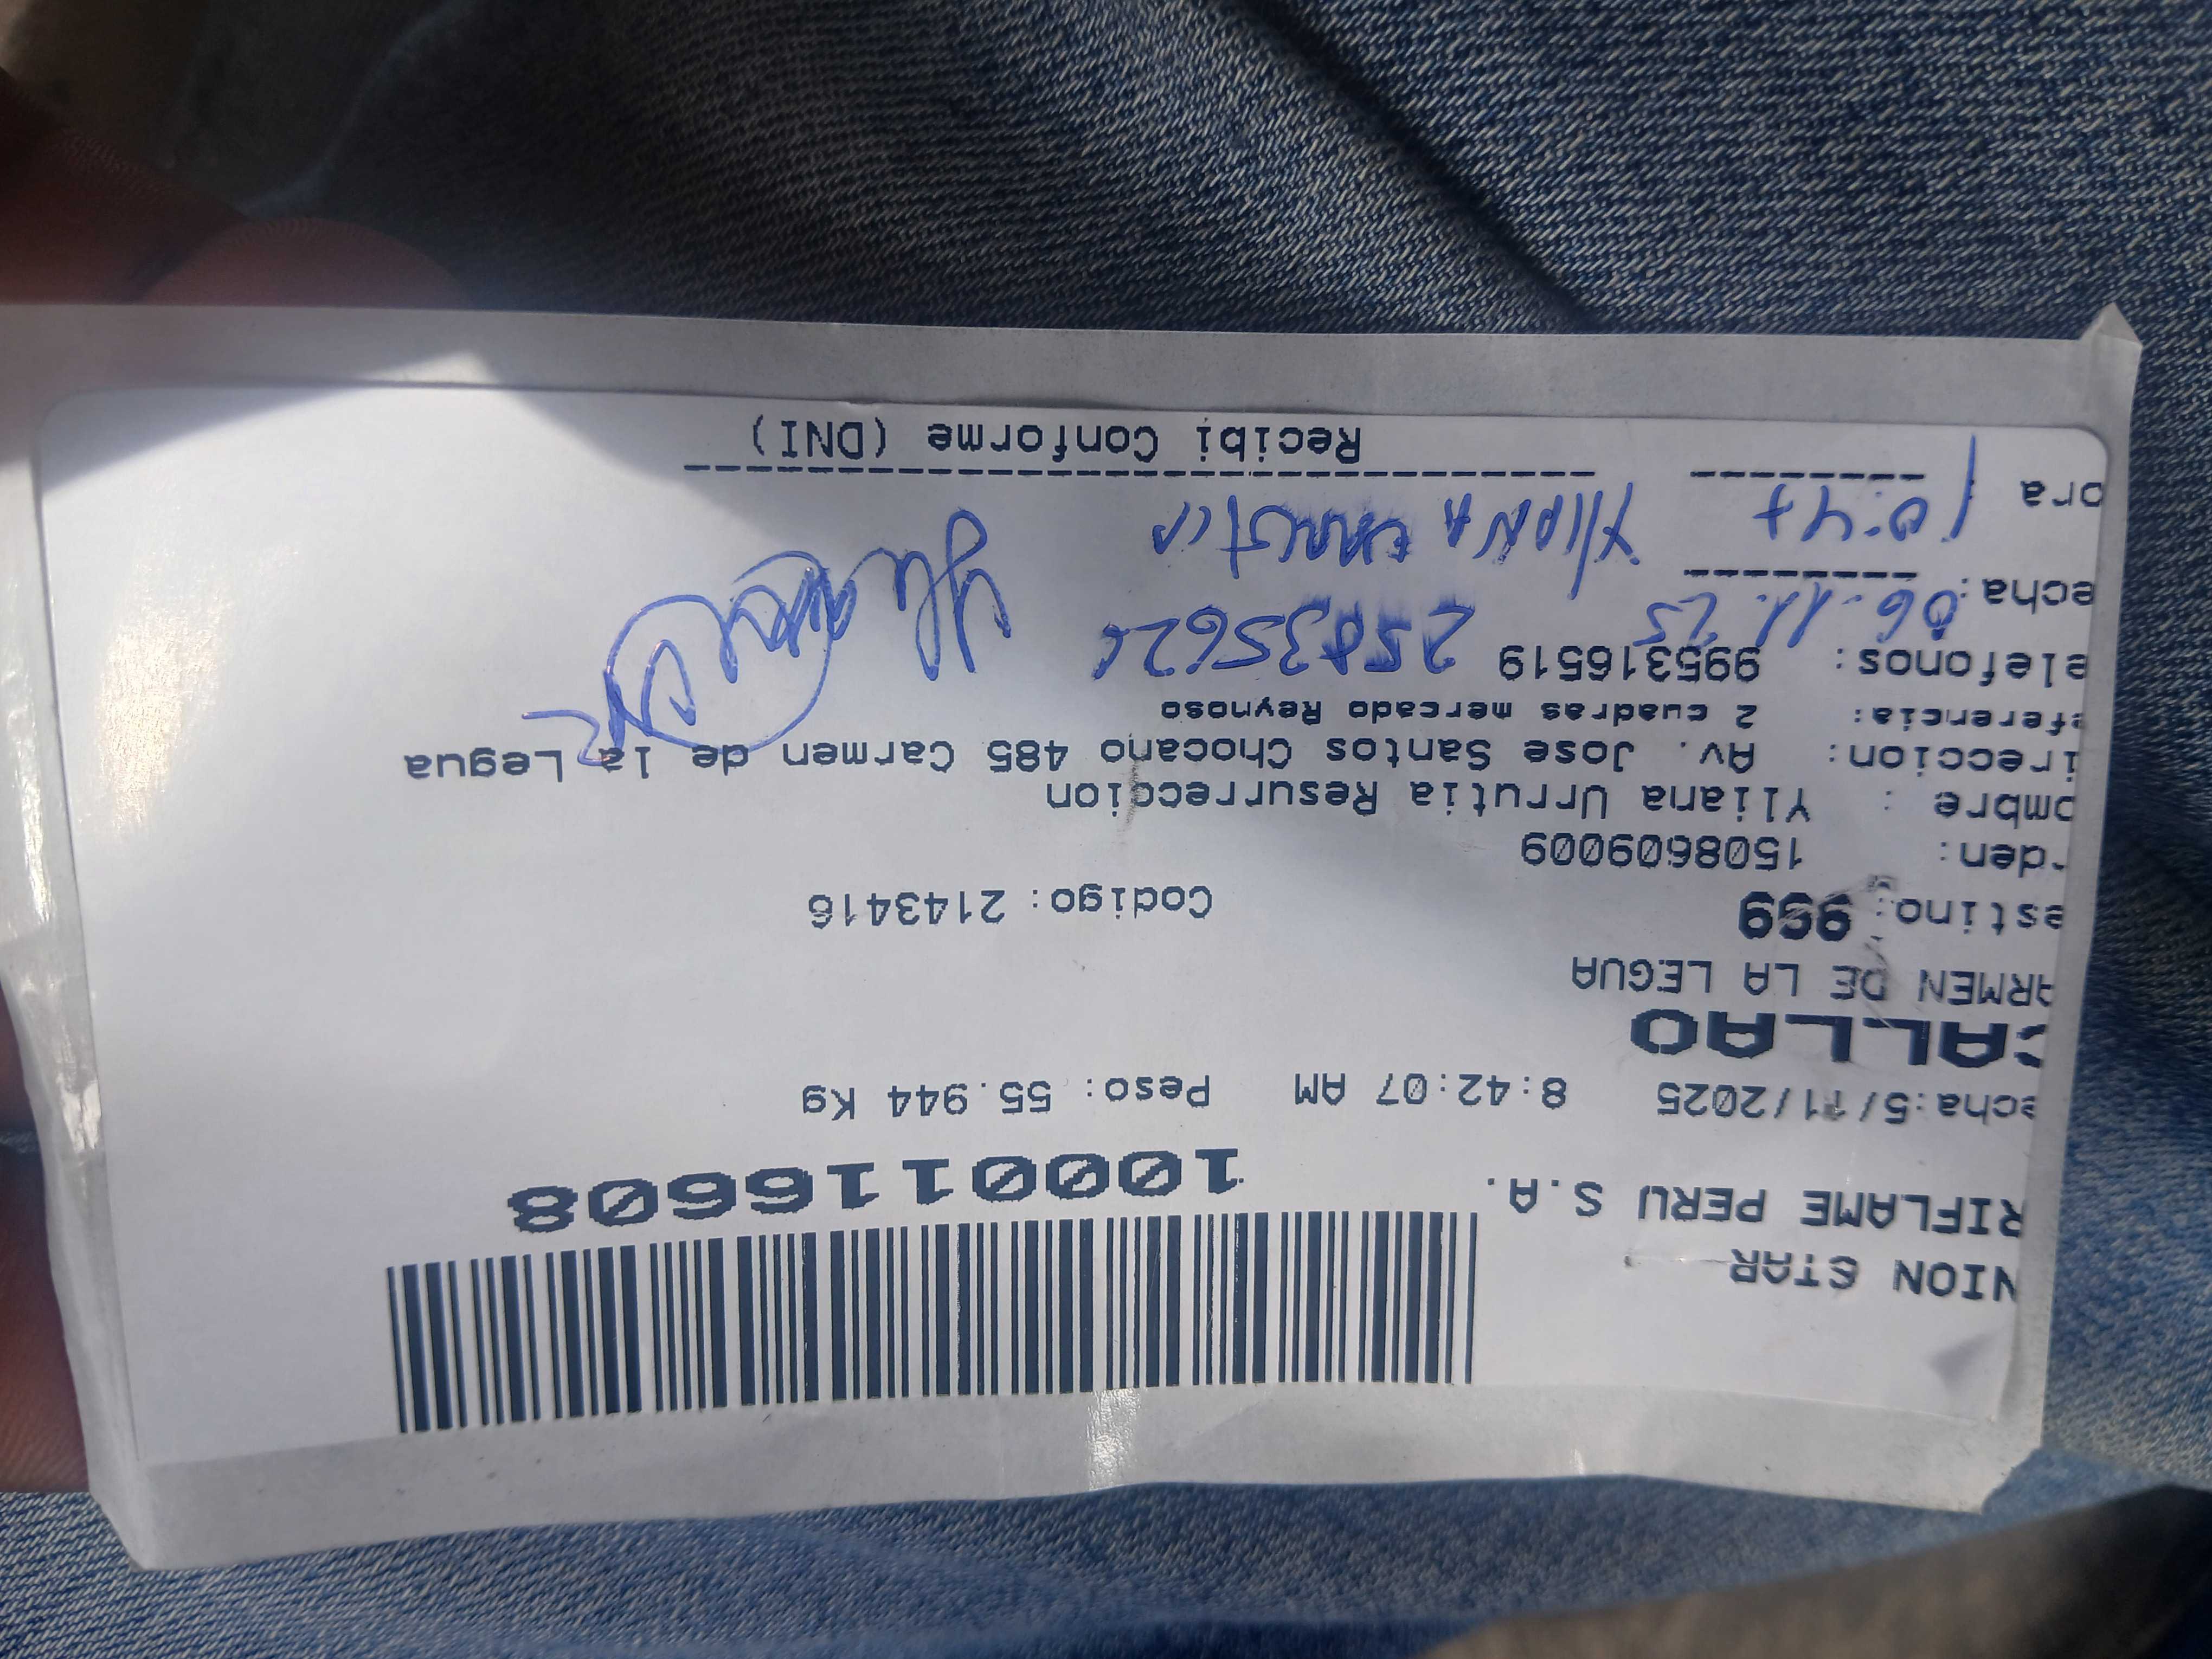 NION STAR
RIFLAME PERU S.A.
1000116608
echa:5/11/2025 8:42:07 AM Peso: 55.944 Kg
CALLAO
ARMEN DE LA LEGUA
estino: 999 Codigo: 2143416
rden: 1508609009
ombre : Yliana Urrutia Resurreccion
ireccion: Av. Jose Santos Chocano 485 Carmen de la Legua
eferencia: 2 cuadras mercado Reynoso
elefonos: 995316519
echa: 06.11.25
ora : 10:47 Yliana
Recibi Conforme (DNI)